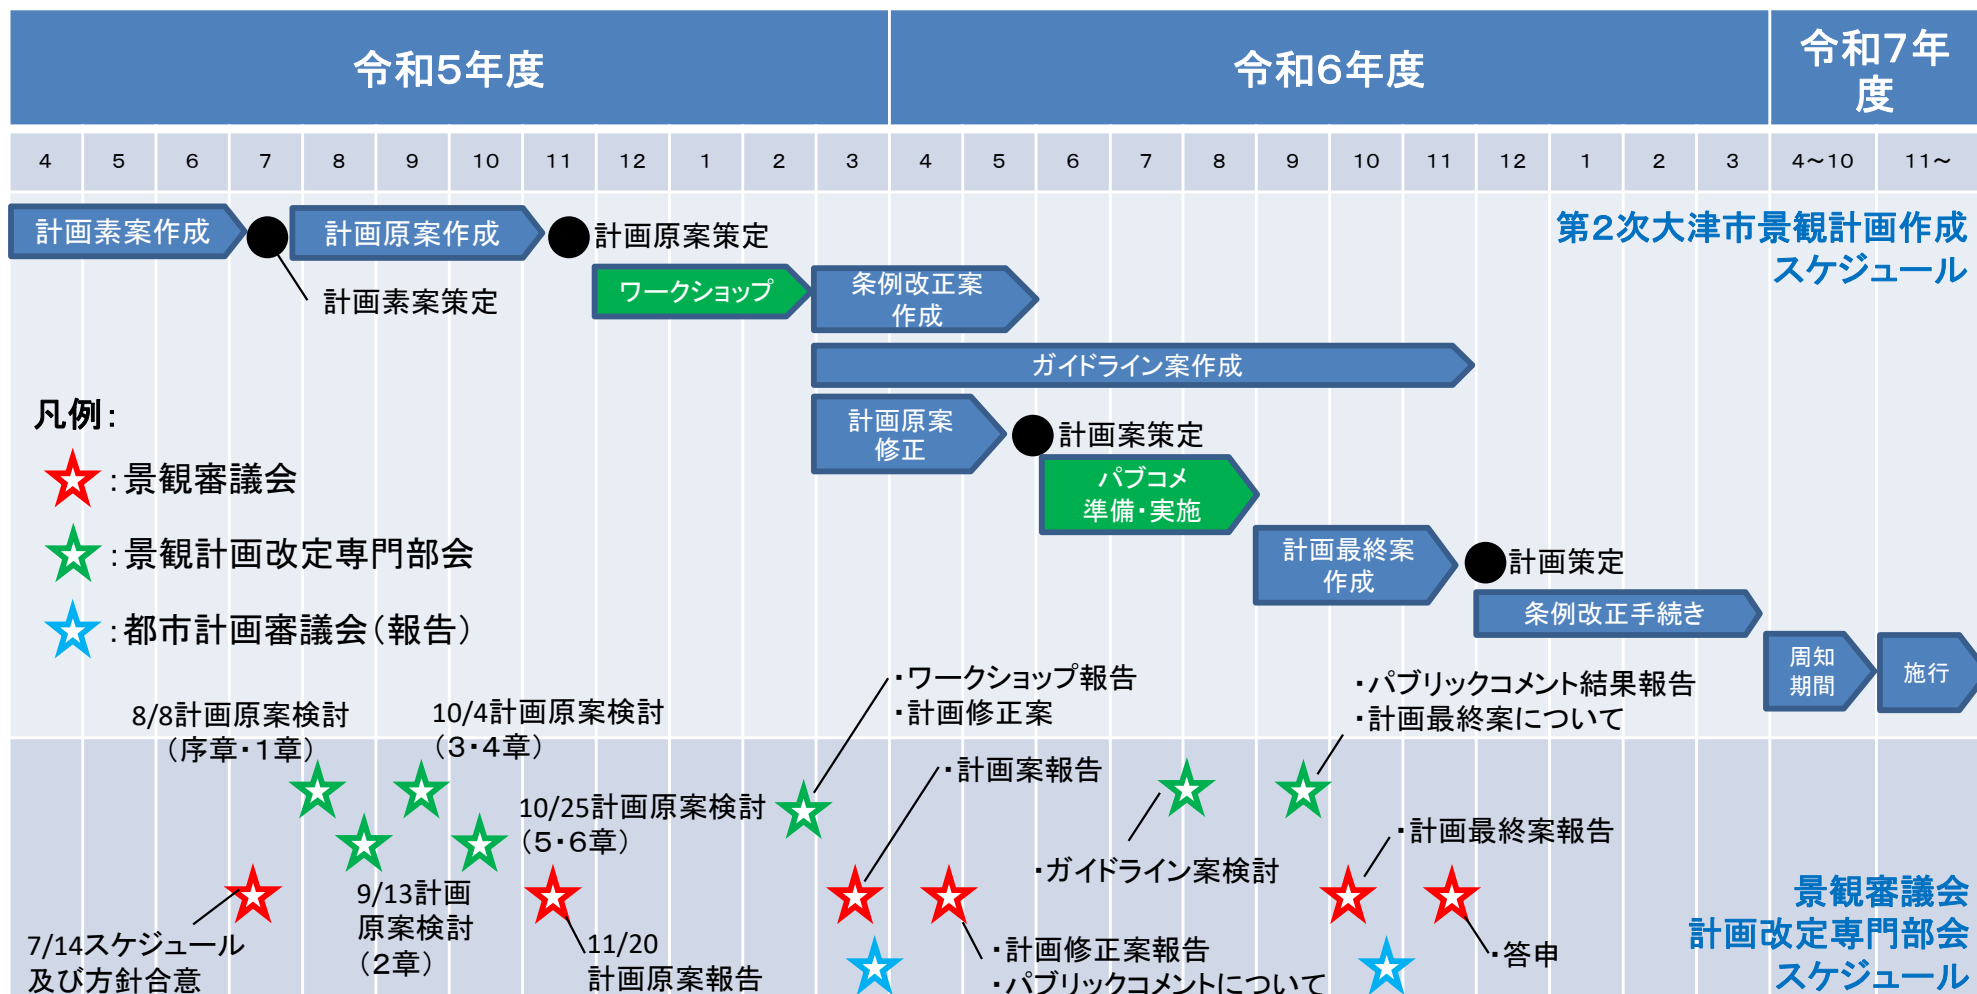 令和5年度
令和6年度
令和7年
度
4 5 6 7 8 9 10 11 12 1 2 3 4 5 6 7 8 9 10 11 12 1 2 3 4～10 11～
計画素案作成
計画原案作成
計画原案策定
計画素案策定
第2次大津市景観計画作成
スケジュール
ワークショップ
条例改正案
作成
ガイドライン案作成
計画原案
修正
計画案策定
パブコメ
準備・実施
計画最終案
作成
計画策定
条例改正手続き
周知
期間
施行
凡例：
：景観審議会
：景観計画改定専門部会
：都市計画審議会（報告）
8/8計画原案検討
（序章・1章）
10/4計画原案検討
（3・4章）
・ワークショップ報告
・計画修正案
・パブリックコメント結果報告
・計画最終案について
・計画案報告
10/25計画原案検討
（5・6章）
・計画最終案報告
・ガイドライン案検討
9/13計画
原案検討
（2章）
7/14スケジュール
及び方針合意
11/20
計画原案報告
・計画修正案報告
・パブリックコメントについて
・答申
景観審議会
計画改定専門部会
スケジュール